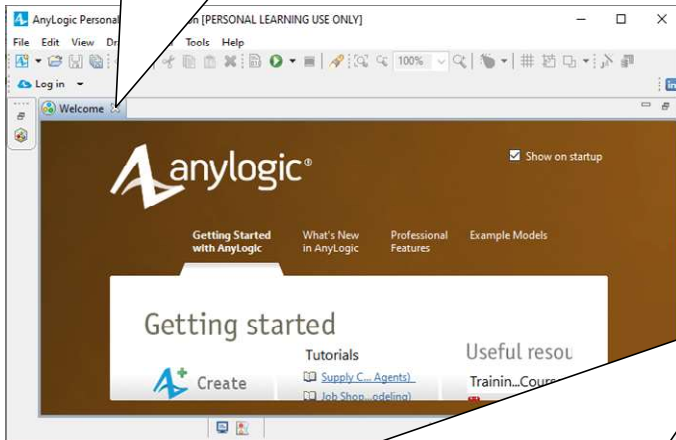 AnyLogic Personal [PERSONAL LEARNING USE ONLY]
File Edit View Tools Help
100%
Log in
Welcome
anylogic®
Show on startup
Getting Started with AnyLogic
What's New in AnyLogic
Professional Features
Example Models
Getting started
Create
Tutorials
Supply C... Agents)
Job Shop...odeling)
Useful resou
Trainin...Cours
in